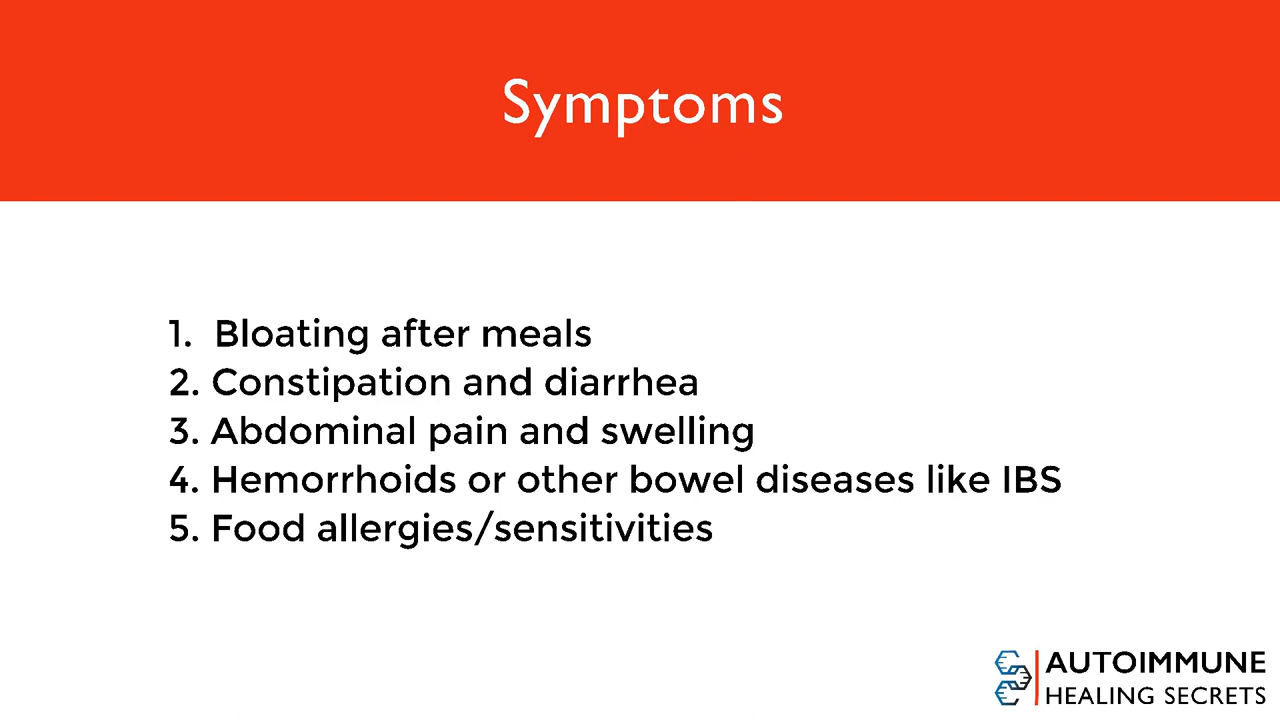 Symptoms
1. Bloating after meals
2. Constipation and diarrhea
3. Abdominal pain and swelling
4. Hemorrhoids or other bowel diseases like IBS
5. Food allergies/sensitivities
AUTOIMMUNE
HEALING SECRETS